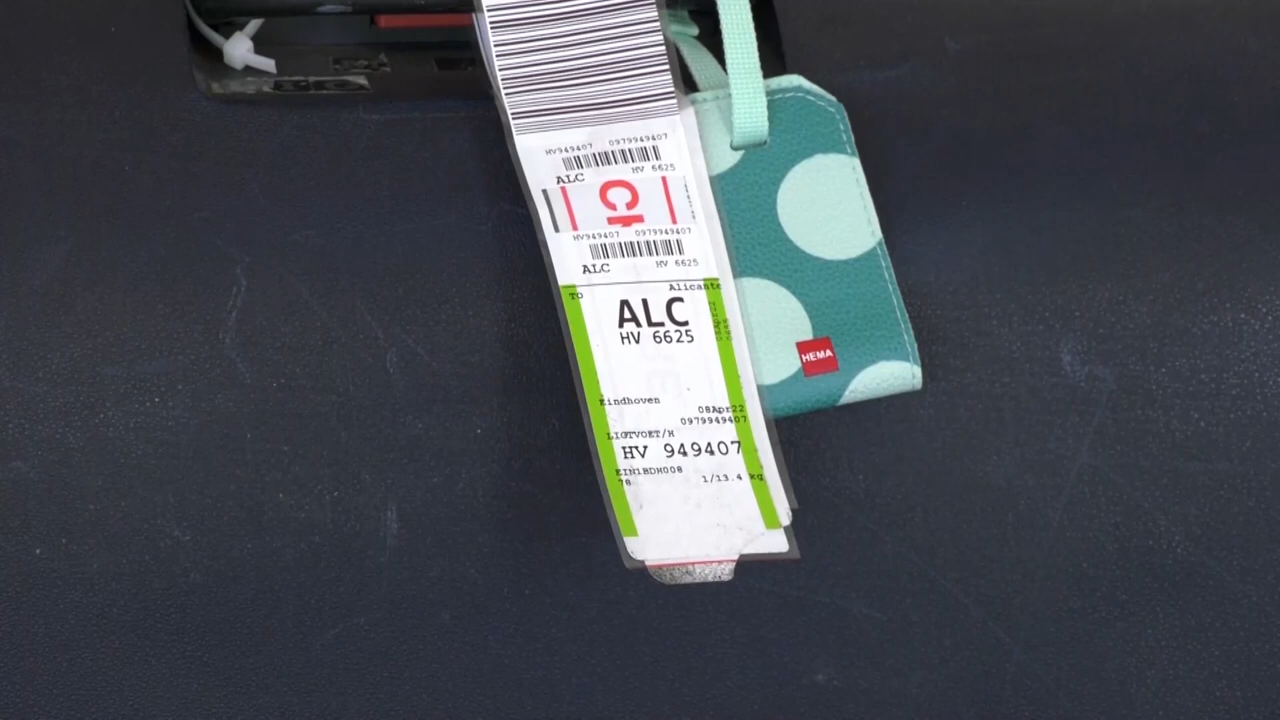 HV949407 0979949407
ALC HV 6625
HV949407 0979949407
ALC HV 6625
TO Alicante
ALC
HV 6625
Eindhoven
08Apr22
0979949407
LIGTVOET/H
HV 949407
EIN1BDH008
78 1/13.4 kg
HEMA